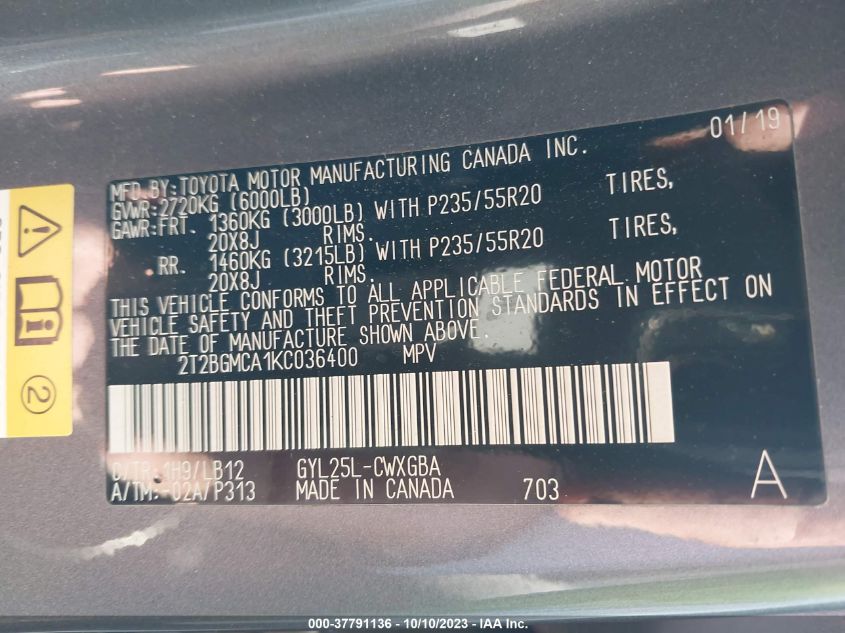 01/19
MFD BY:TOYOTA MOTOR MANUFACTURING CANADA INC.
GVWR:2720KG (6000LB)
GAWR:FRT. 1360KG (3000LB) WITH P235/55R20 TIRES,
20X8J RIMS.
RR. 1460KG (3215LB) WITH P235/55R20 TIRES,
20X8J RIMS.
THIS VEHICLE CONFORMS TO ALL APPLICABLE FEDERAL MOTOR
VEHICLE SAFETY AND THEFT PREVENTION STANDARDS IN EFFECT ON
THE DATE OF MANUFACTURE SHOWN ABOVE.
2T2BGMCA1KC036400 MPV
C/TR:1H9/LB12 GYL25L-CWXGBA
A/TM:-02A/P313 MADE IN CANADA 703 A
2
000-37791136 - 10/10/2023 - IAA Inc.